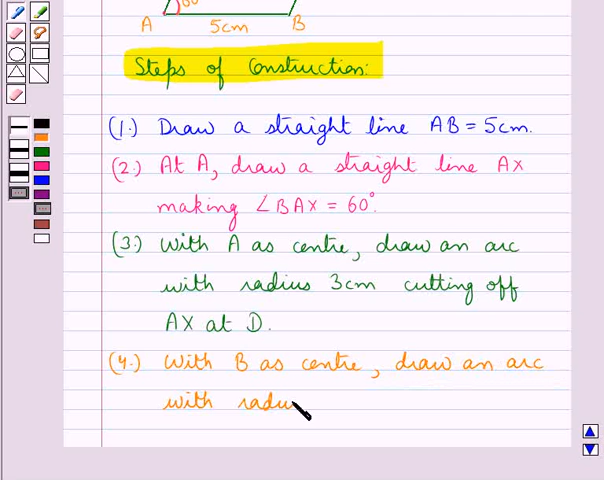 60°
A 5cm B
Steps of Construction:
(1.) Draw a straight line AB = 5cm.
(2.) At A, draw a straight line AX
making ∠BAX = 60°.
(3.) With A as centre, draw an arc
with radius 3cm cutting off
AX at D.
(4.) With B as centre, draw an arc
with radiu